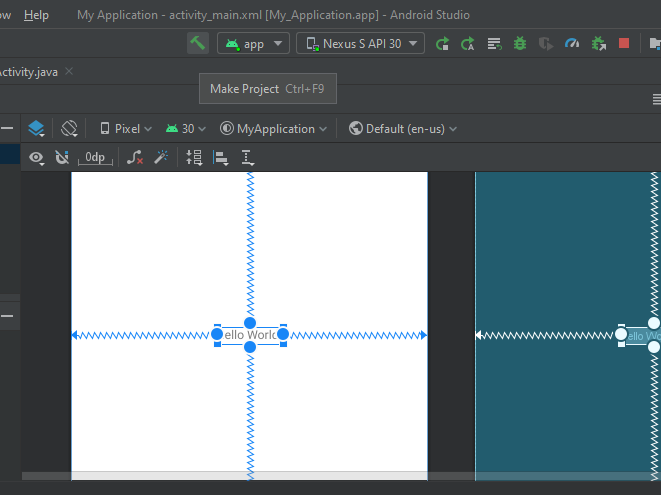 Help My Application - activity_main.xml [My_Application.app] - Android Studio
app Nexus S API 30
ctivity.java
Make Project Ctrl+F9
Pixel 30 MyApplication Default (en-us)
0dp
ello World
ello Wo